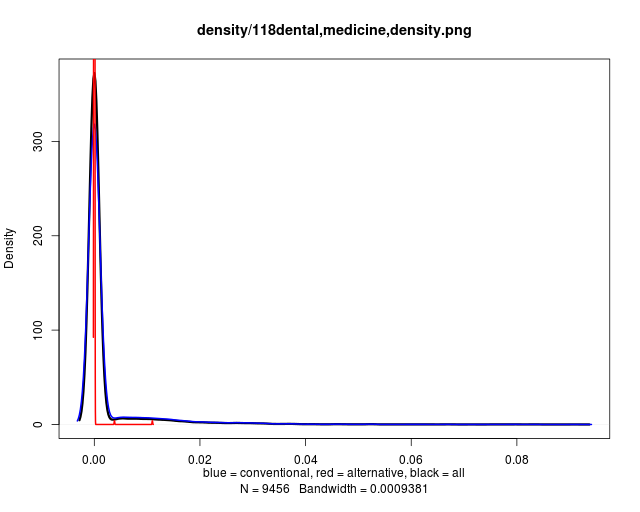 density/118dental,medicine,density.png
Density
300
200
100
0
0.00 0.02 0.04 0.06 0.08
blue = conventional, red = alternative, black = all
N = 9456 Bandwidth = 0.0009381